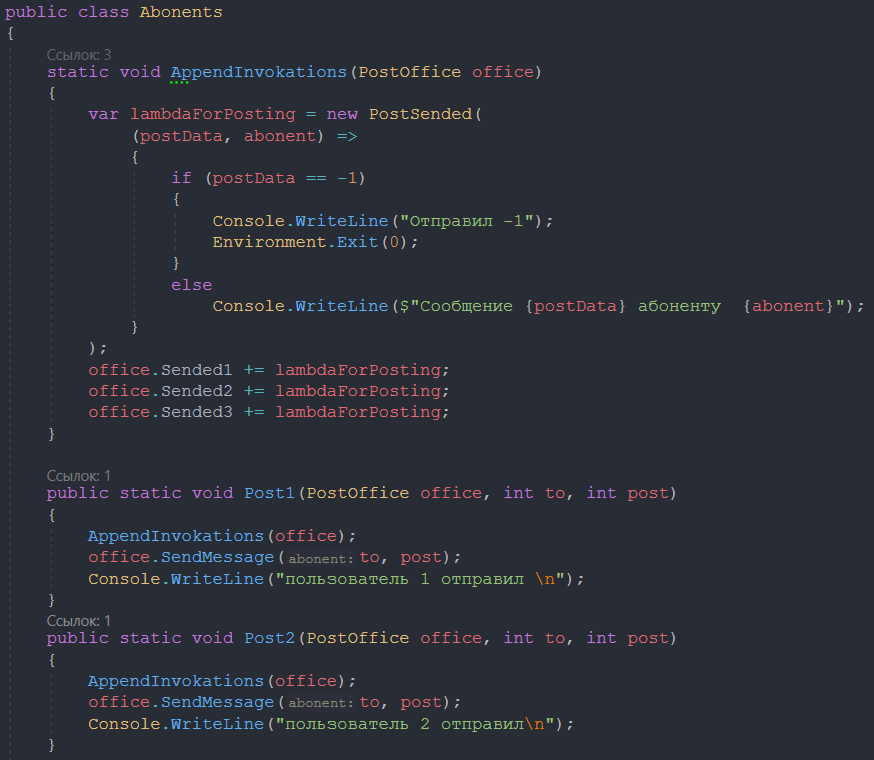 public class Abonents
{
Ссылок: 3
static void AppendInvokations(PostOffice office)
{
var lambdaForPosting = new PostSended(
(postData, abonent) =>
{
if (postData == -1)
{
Console.WriteLine("Отправил -1");
Environment.Exit(0);
}
else
Console.WriteLine($"Сообщение {postData} абоненту  {abonent}");
}
);
office.Sended1 += lambdaForPosting;
office.Sended2 += lambdaForPosting;
office.Sended3 += lambdaForPosting;
}
Ссылок: 1
public static void Post1(PostOffice office, int to, int post)
{
AppendInvokations(office);
office.SendMessage(abonent: to, post);
Console.WriteLine("пользователь 1 отправил \n");
}
Ссылок: 1
public static void Post2(PostOffice office, int to, int post)
{
AppendInvokations(office);
office.SendMessage(abonent: to, post);
Console.WriteLine("пользователь 2 отправил\n");
}